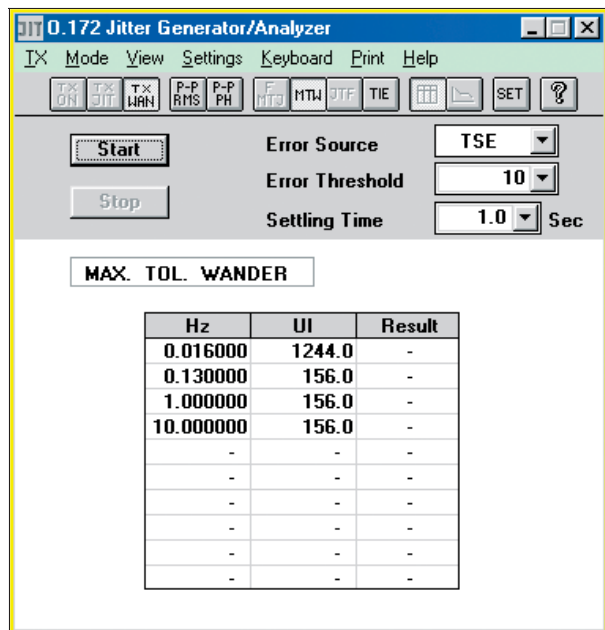 JIT O.172 Jitter Generator/Analyzer
TX Mode View Settings Keyboard Print Help
TX ON TX JIT TX WAN P-P RMS P-P PH F MTJ MTW JTF TIE SET ?
Start Error Source TSE
Error Threshold 10
Stop
Settling Time 1.0 Sec
MAX. TOL. WANDER
Hz UI Result
0.016000 1244.0 -
0.130000 156.0 -
1.000000 156.0 -
10.000000 156.0 -
- - -
- - -
- - -
- - -
- - -
- - -